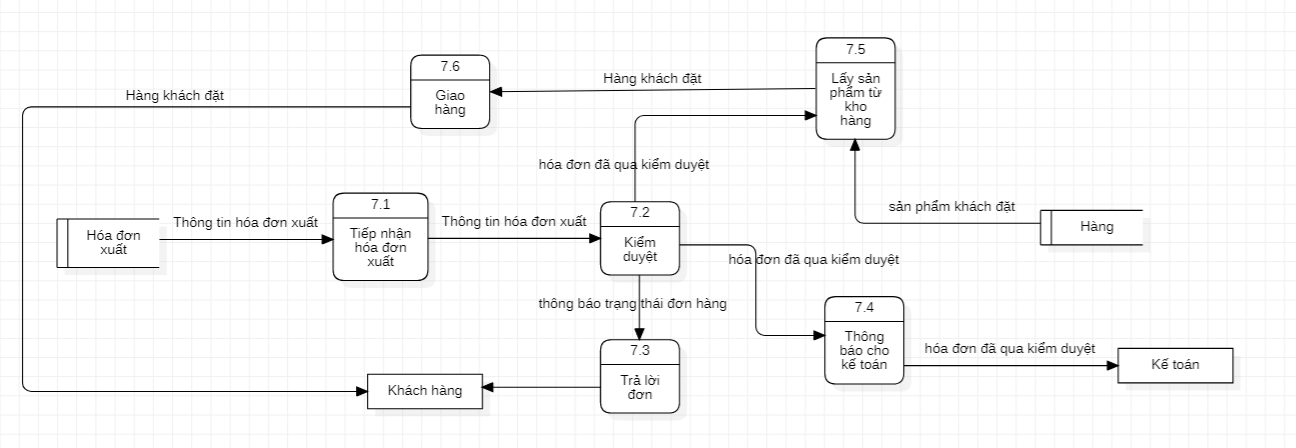 7.5
7.6
Lấy sản
phẩm từ
kho
hàng
Hàng khách đặt
Hàng khách đặt
Giao
hàng
hóa đơn đã qua kiểm duyệt
7.1
7.2
sản phẩm khách đặt
Hàng
Hóa đơn
xuất
Thông tin hóa đơn xuất
Tiếp nhận
hóa đơn
xuất
Thông tin hóa đơn xuất
Kiểm
duyệt
hóa đơn đã qua kiểm duyệt
thông báo trạng thái đơn hàng
7.4
Thông
báo cho
kế toán
hóa đơn đã qua kiểm duyệt
Kế toán
7.3
Trả lời
đơn
Khách hàng